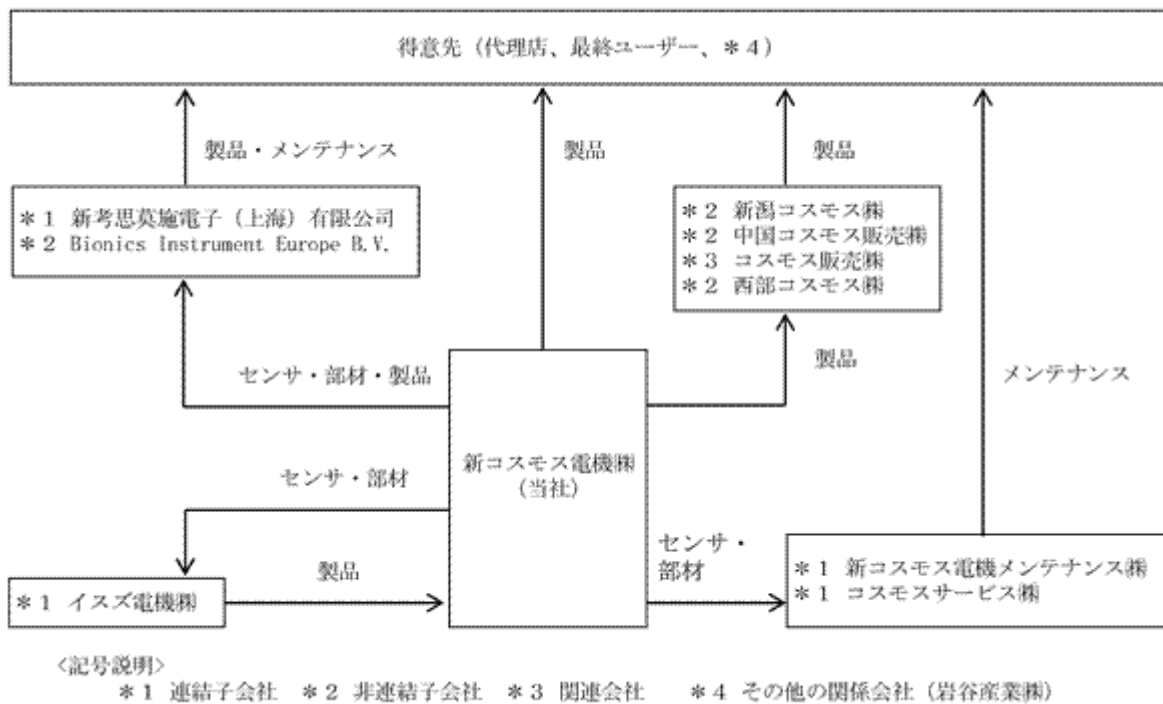 得意先（代理店、最終ユーザー、＊4）
製品・メンテナンス
製品
製品
＊1 新考思莫施電子（上海）有限公司
＊2 Bionics Instrument Europe B.V.
＊2 新潟コスモス㈱
＊2 中国コスモス販売㈱
＊3 コスモス販売㈱
＊2 西部コスモス㈱
センサ・部材・製品
製品
メンテナンス
センサ・部材
新コスモス電機㈱
（当社）
センサ・
部材
製品
＊1 イスズ電機㈱
＊1 新コスモス電機メンテナンス㈱
＊1 コスモスサービス㈱
<記号説明>
＊1 連結子会社 ＊2 非連結子会社 ＊3 関連会社 ＊4 その他の関係会社（岩谷産業㈱）